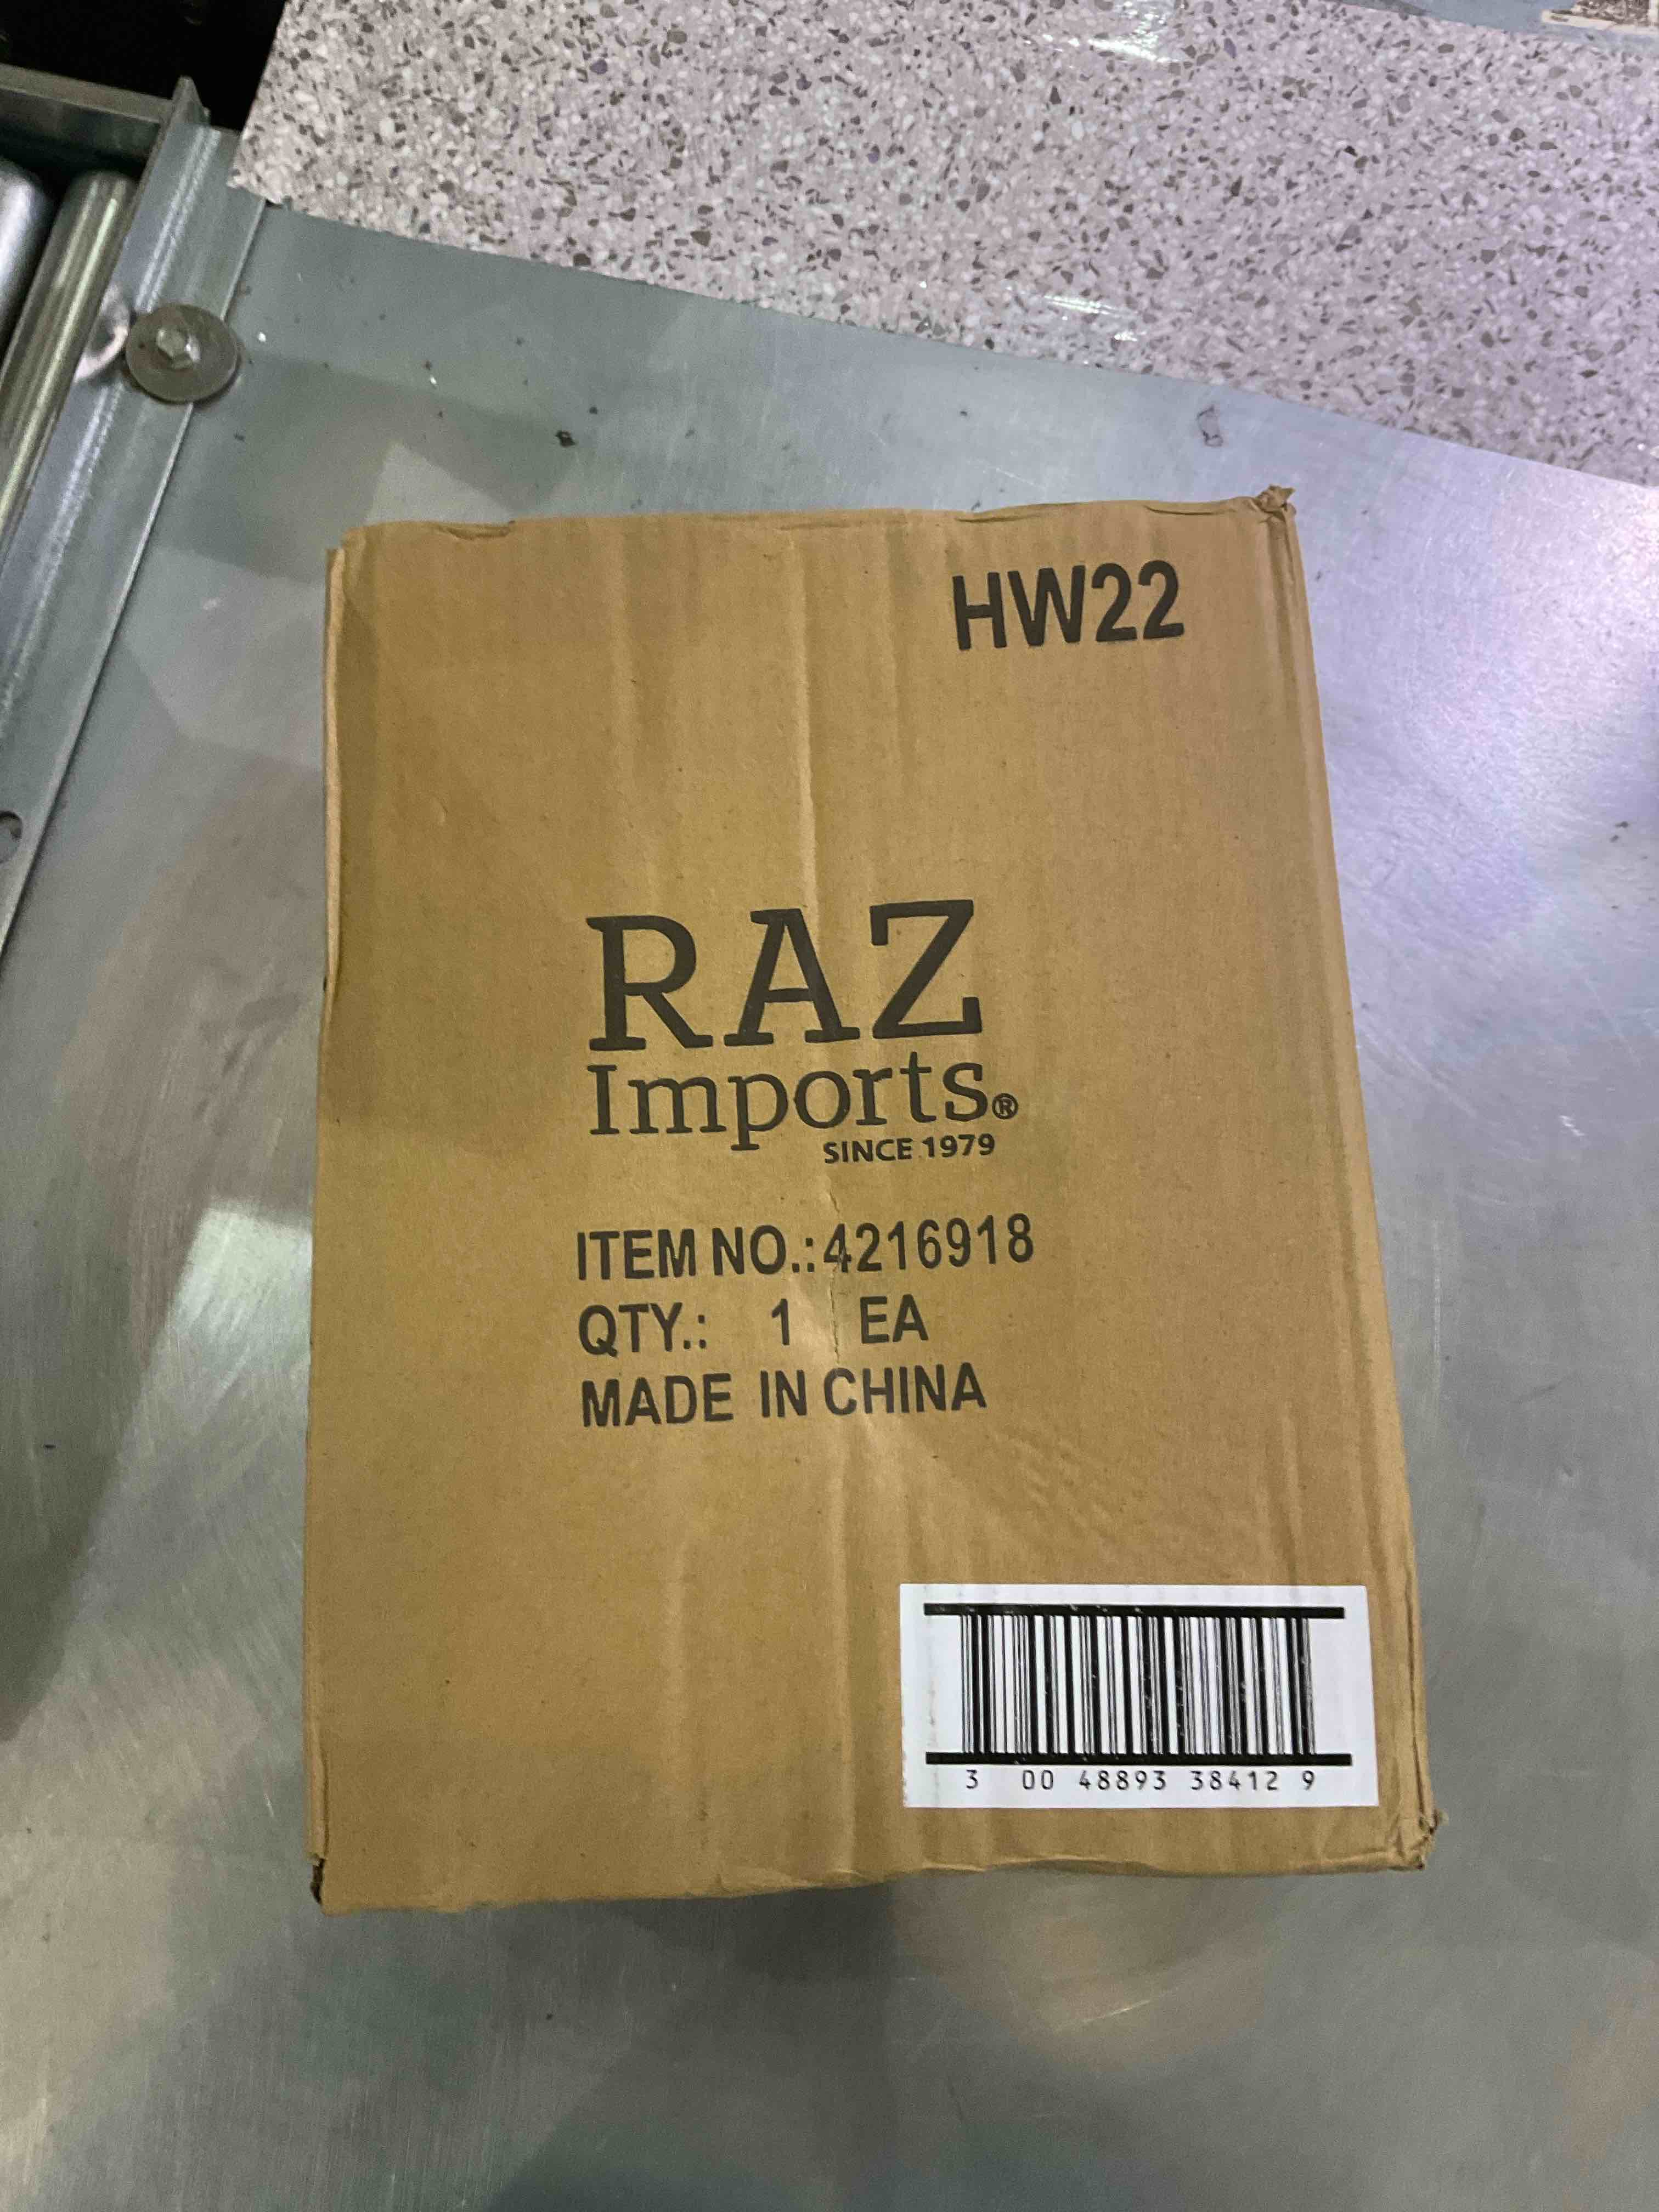 HW22
RAZ
Imports®
SINCE 1979
ITEM NO.:4216918
QTY.: 1 EA
MADE IN CHINA
3 00 48893 38412 9